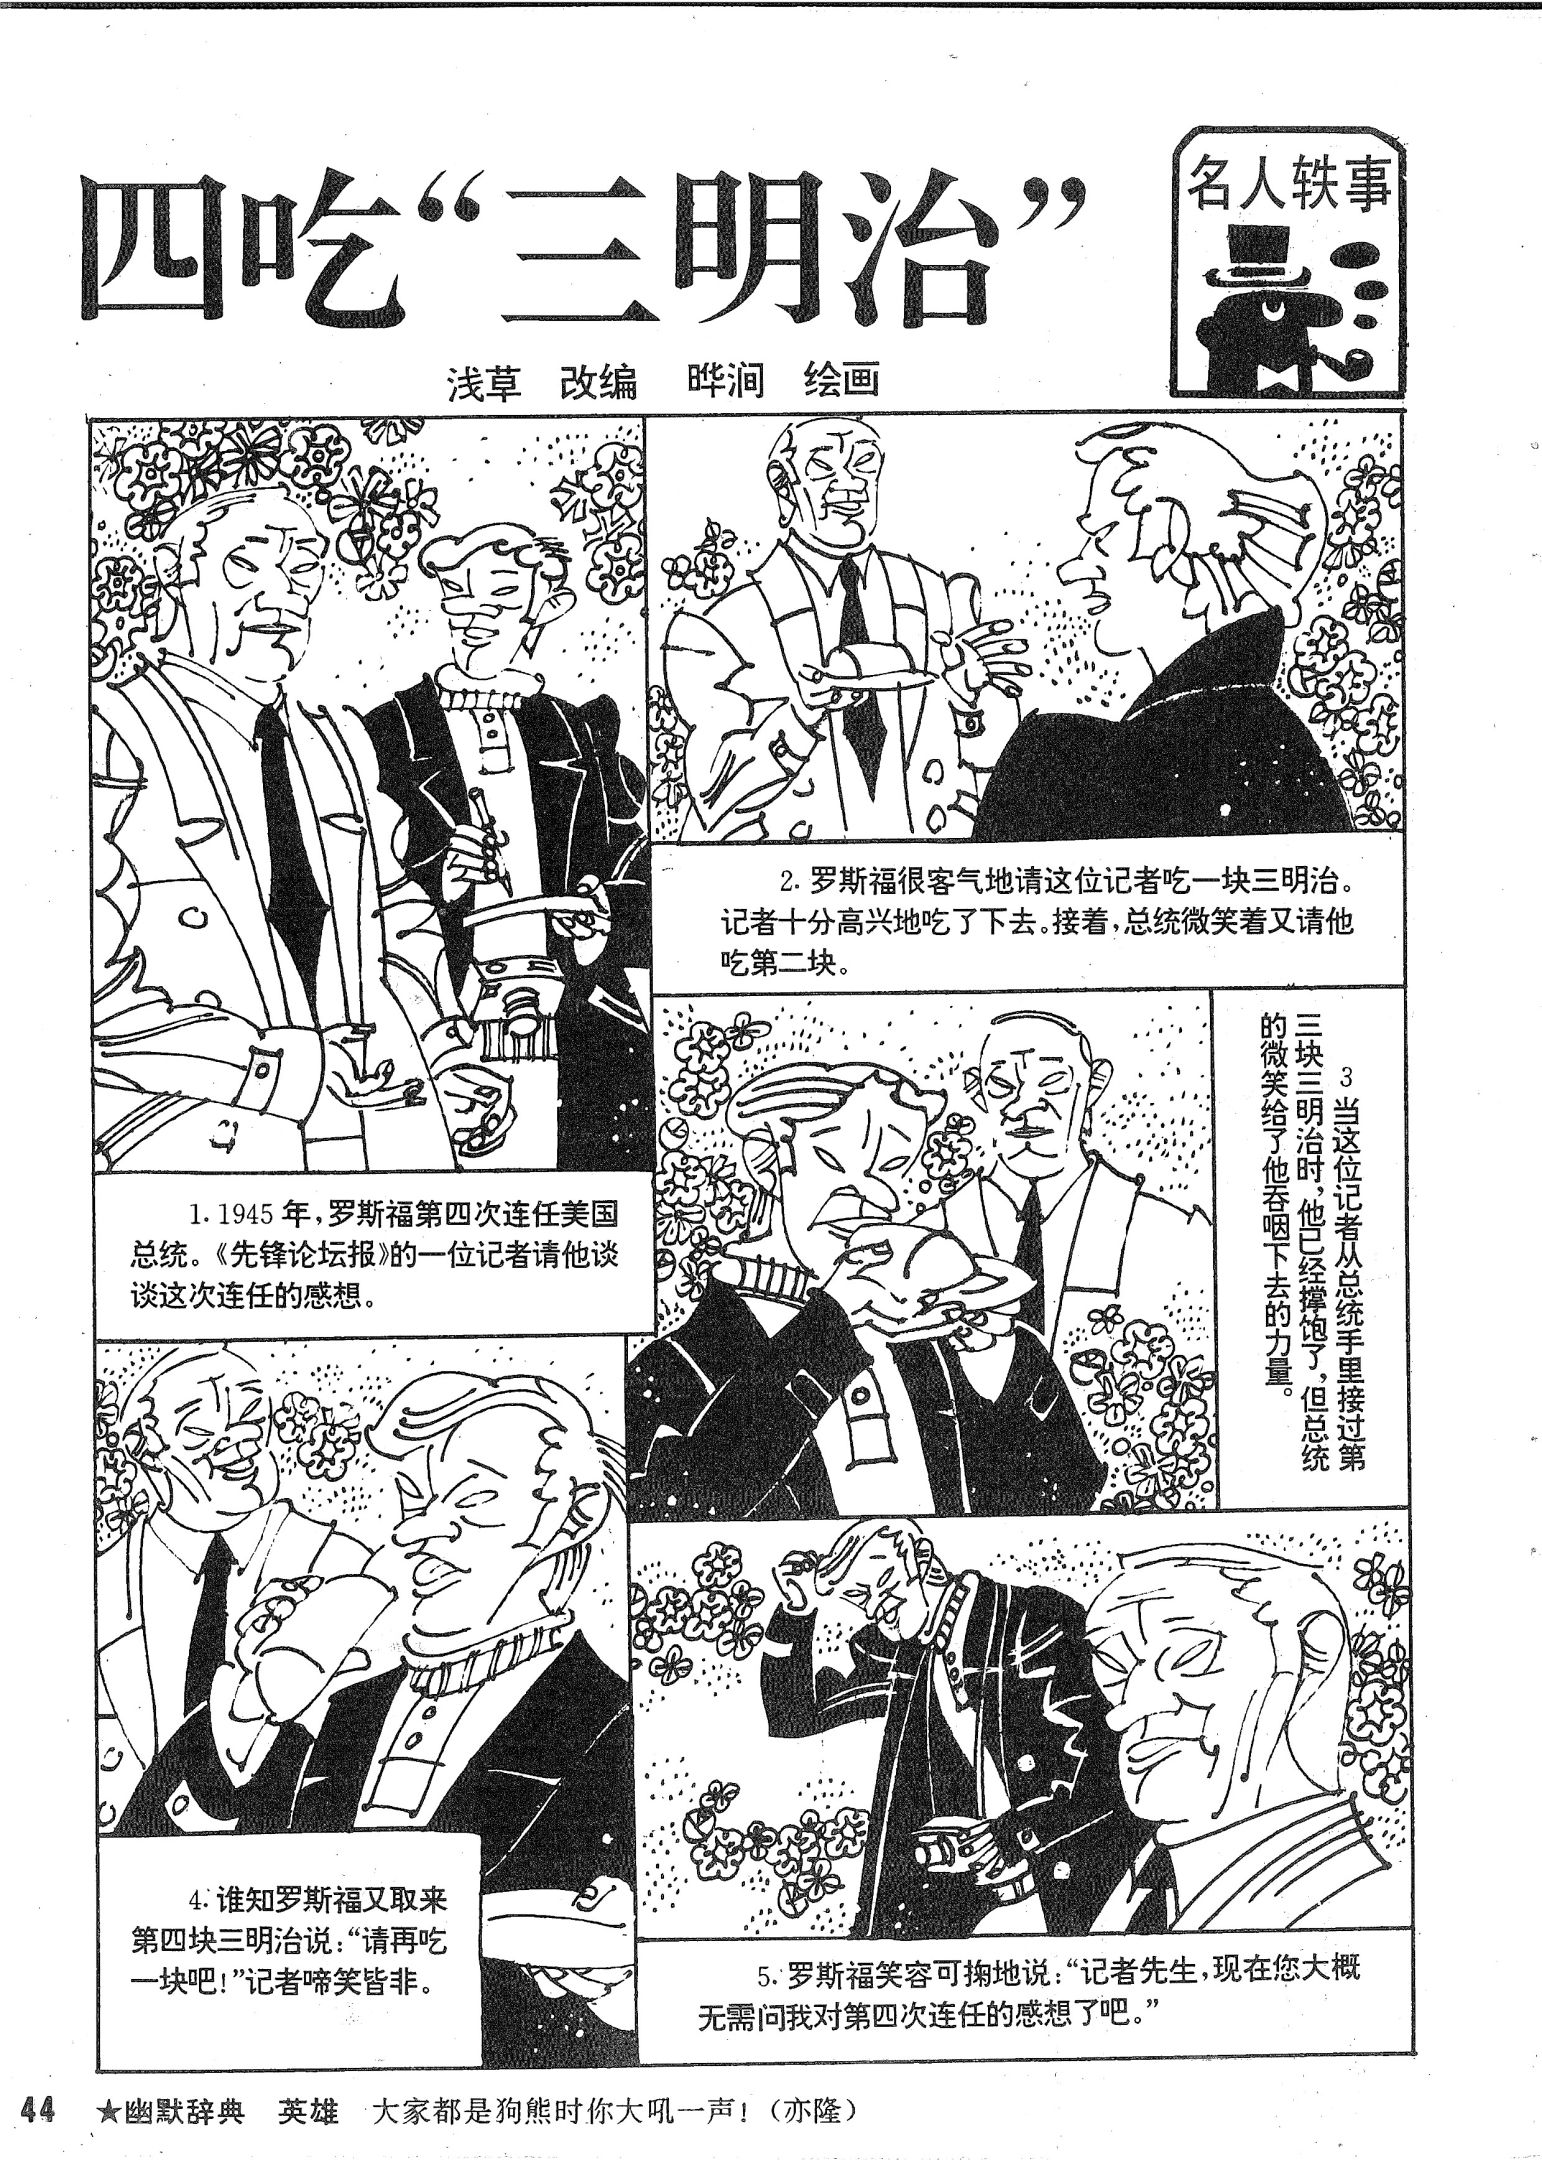 四吃“三明治”
名人轶事
浅草 改编 晔涧 绘画
1. 1945年，罗斯福第四次连任美国
总统。《先锋论坛报》的一位记者请他谈
谈这次连任的感想。
2. 罗斯福很客气地请这位记者吃一块三明治。
记者十分高兴地吃了下去。接着，总统微笑着又请他
吃第二块。
3 当这位记者从总统手里接过第
三块三明治时，他已经撑饱了，但总统
的微笑给了他吞咽下去的力量。
4. 谁知罗斯福又取来
第四块三明治说：“请再吃
一块吧！”记者啼笑皆非。
5. 罗斯福笑容可掬地说：“记者先生，现在您大概
无需问我对第四次连任的感想了吧。”
44 ★幽默辞典 英雄 大家都是狗熊时你大吼一声！（亦隆）